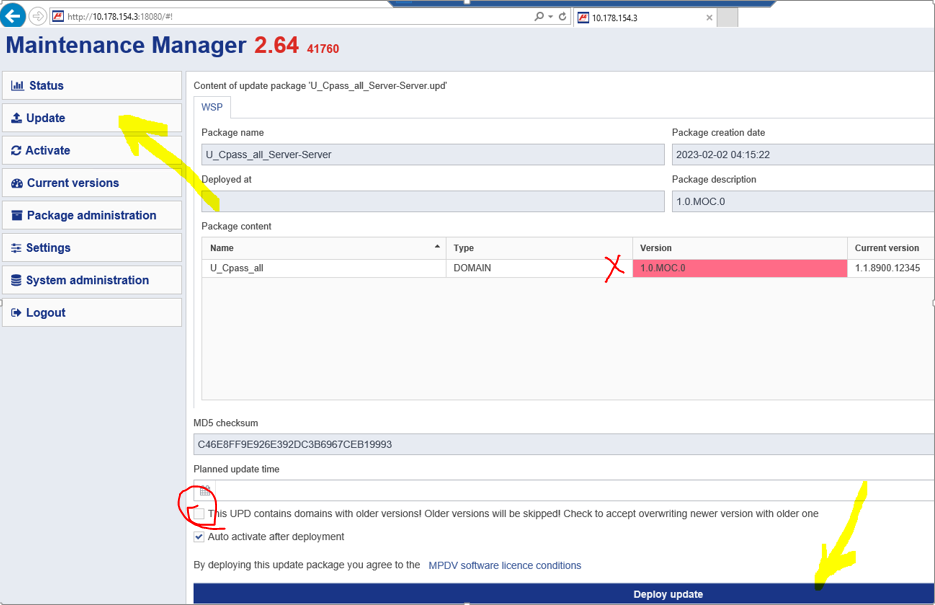 http://10.178.154.3:18080/#!
10.178.154.3
Maintenance Manager 2.64 41760
Status
Update
Activate
Current versions
Package administration
Settings
System administration
Logout
Content of update package 'U_Cpass_all_Server-Server.upd'
WSP
Package name
Package creation date
U_Cpass_all_Server-Server
2023-02-02 04:15:22
Deployed at
Package description
1.0.MOC.0
Package content
Name Type Version Current version
U_Cpass_all DOMAIN 1.0.MOC.0 1.1.8900.12345
MD5 checksum
C46E8FF9E926E392DC3B6967CEB19993
Planned update time
This UPD contains domains with older versions! Older versions will be skipped! Check to accept overwriting newer version with older one
Auto activate after deployment
By deploying this update package you agree to the MPDV software licence conditions
Deploy update